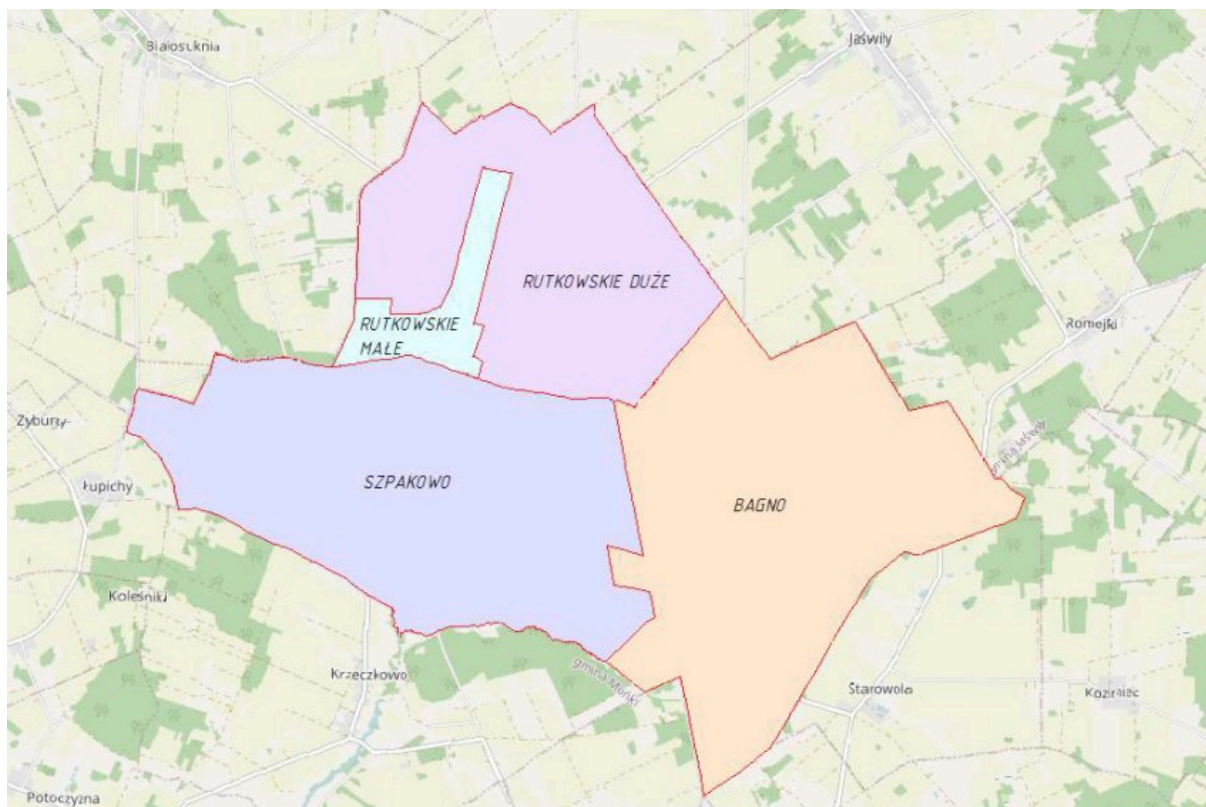 Białosuknia
Jaświły
RUTKOWSKIE DUŻE
RUTKOWSKIE
MAŁE
Romejki
Zyburty
gmina Jaświły
SZPAKOWO
Łupichy
BAGNO
Koleśniki
gmina Mońki
Krzeczkowo
Starowola
Koziniec
Potoczyzna